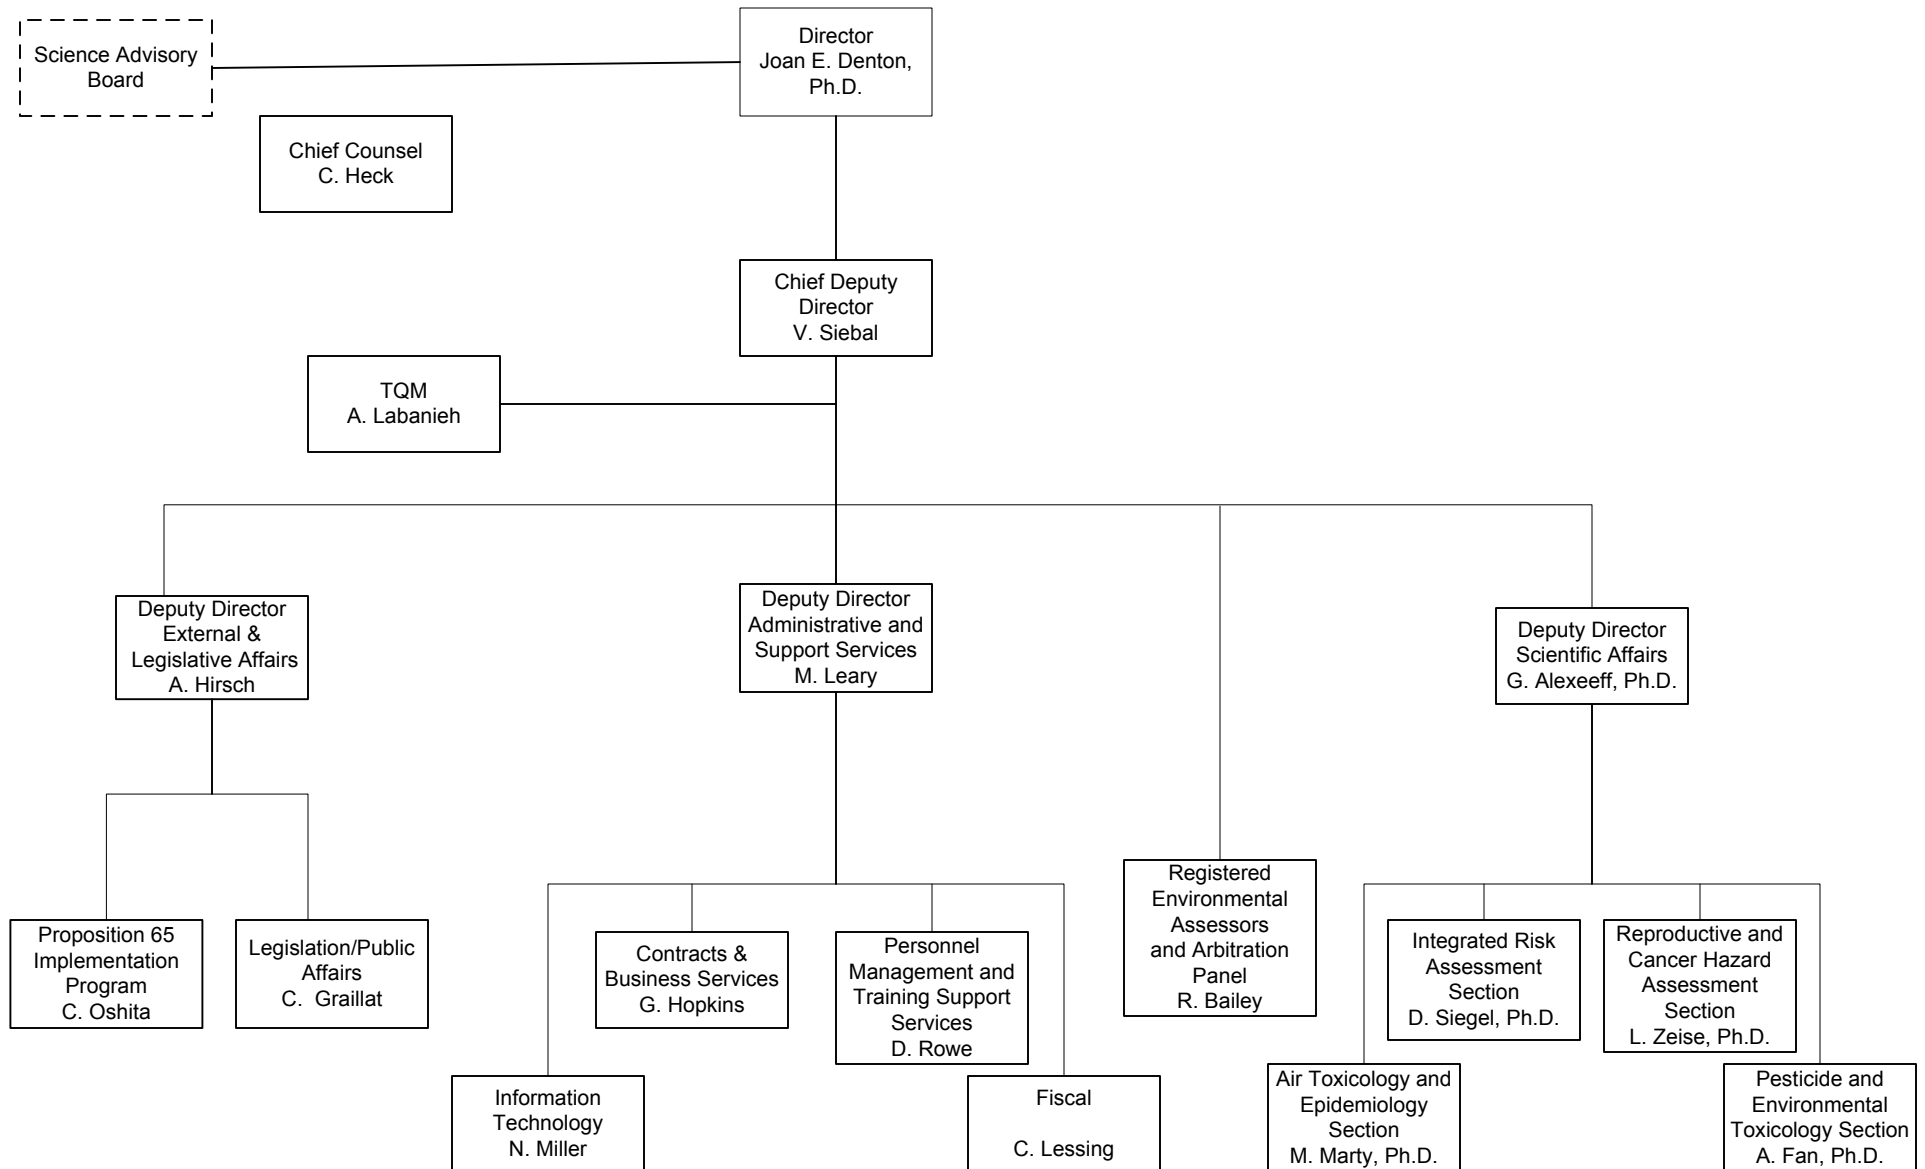 Science Advisory
Board
Director
Joan E. Denton,
Ph.D.
Chief Counsel
C. Heck
Chief Deputy
Director
V. Siebal
TQM
A. Labanieh
Deputy Director
External &
Legislative Affairs
A. Hirsch
Deputy Director
Administrative and
Support Services
M. Leary
Deputy Director
Scientific Affairs
G. Alexeeff, Ph.D.
Proposition 65
Implementation
Program
C. Oshita
Legislation/Public
Affairs
C. Graillat
Information
Technology
N. Miller
Contracts &
Business Services
G. Hopkins
Personnel
Management and
Training Support
Services
D. Rowe
Fiscal
C. Lessing
Registered
Environmental
Assessors
and Arbitration
Panel
R. Bailey
Air Toxicology and
Epidemiology
Section
M. Marty, Ph.D.
Integrated Risk
Assessment
Section
D. Siegel, Ph.D.
Reproductive and
Cancer Hazard
Assessment
Section
L. Zeise, Ph.D.
Pesticide and
Environmental
Toxicology Section
A. Fan, Ph.D.